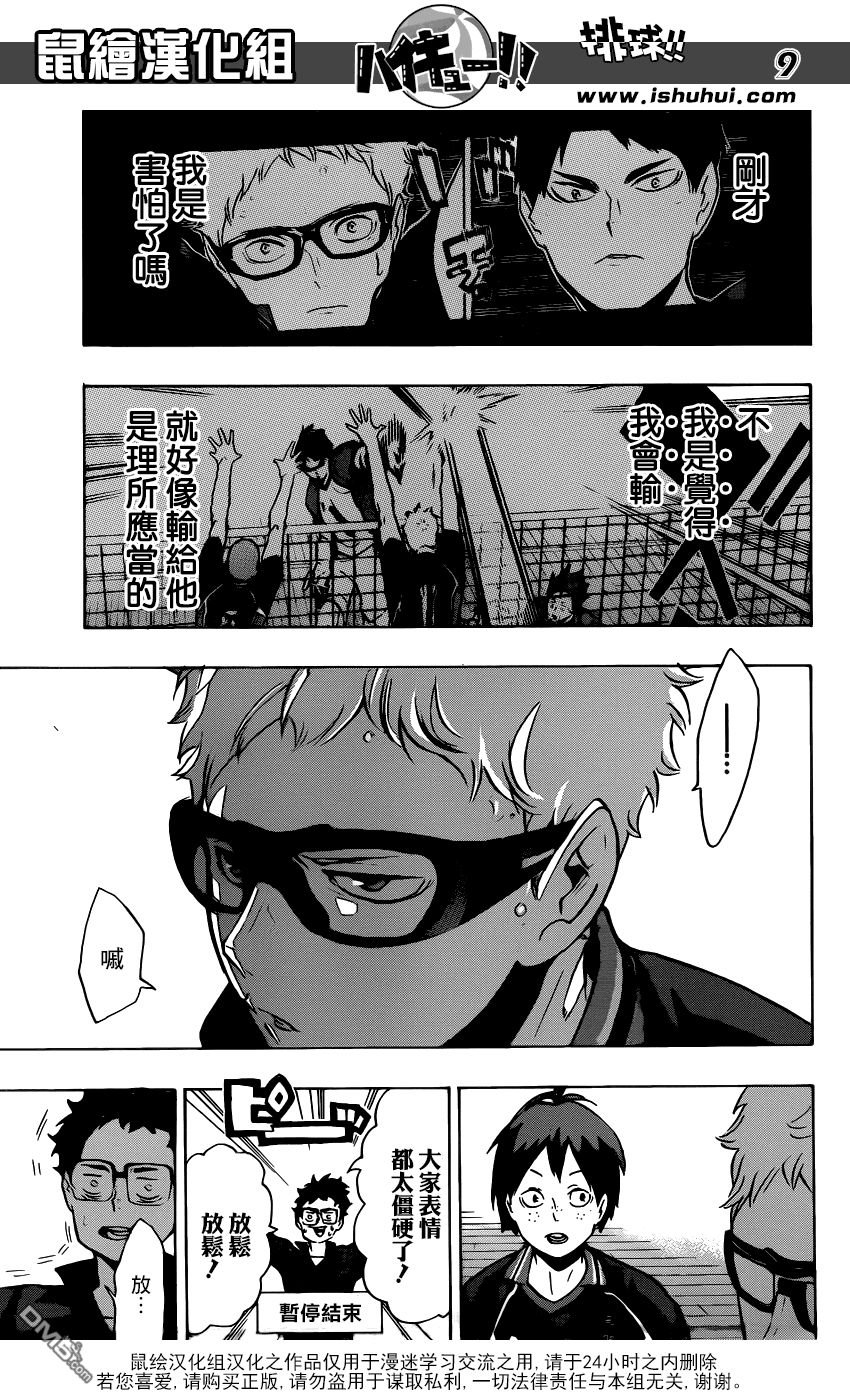 鼠繪漢化組
ハイキュー!!
排球!!
9
www.ishuhui.com
剛才
我是
害怕了嗎
不
我是覺得
我會輸
就好像輸給他
是理所應當的
——…
嘁
大家表情
都太僵硬了！
放鬆
放鬆！
ピーッ
暫停結束
放…
鼠绘汉化组汉化之作品仅用于漫迷学习交流之用, 请于24小时之内删除
若您喜爱, 请购买正版, 请勿用于谋取私利, 一切法律责任与本组无关, 谢谢。